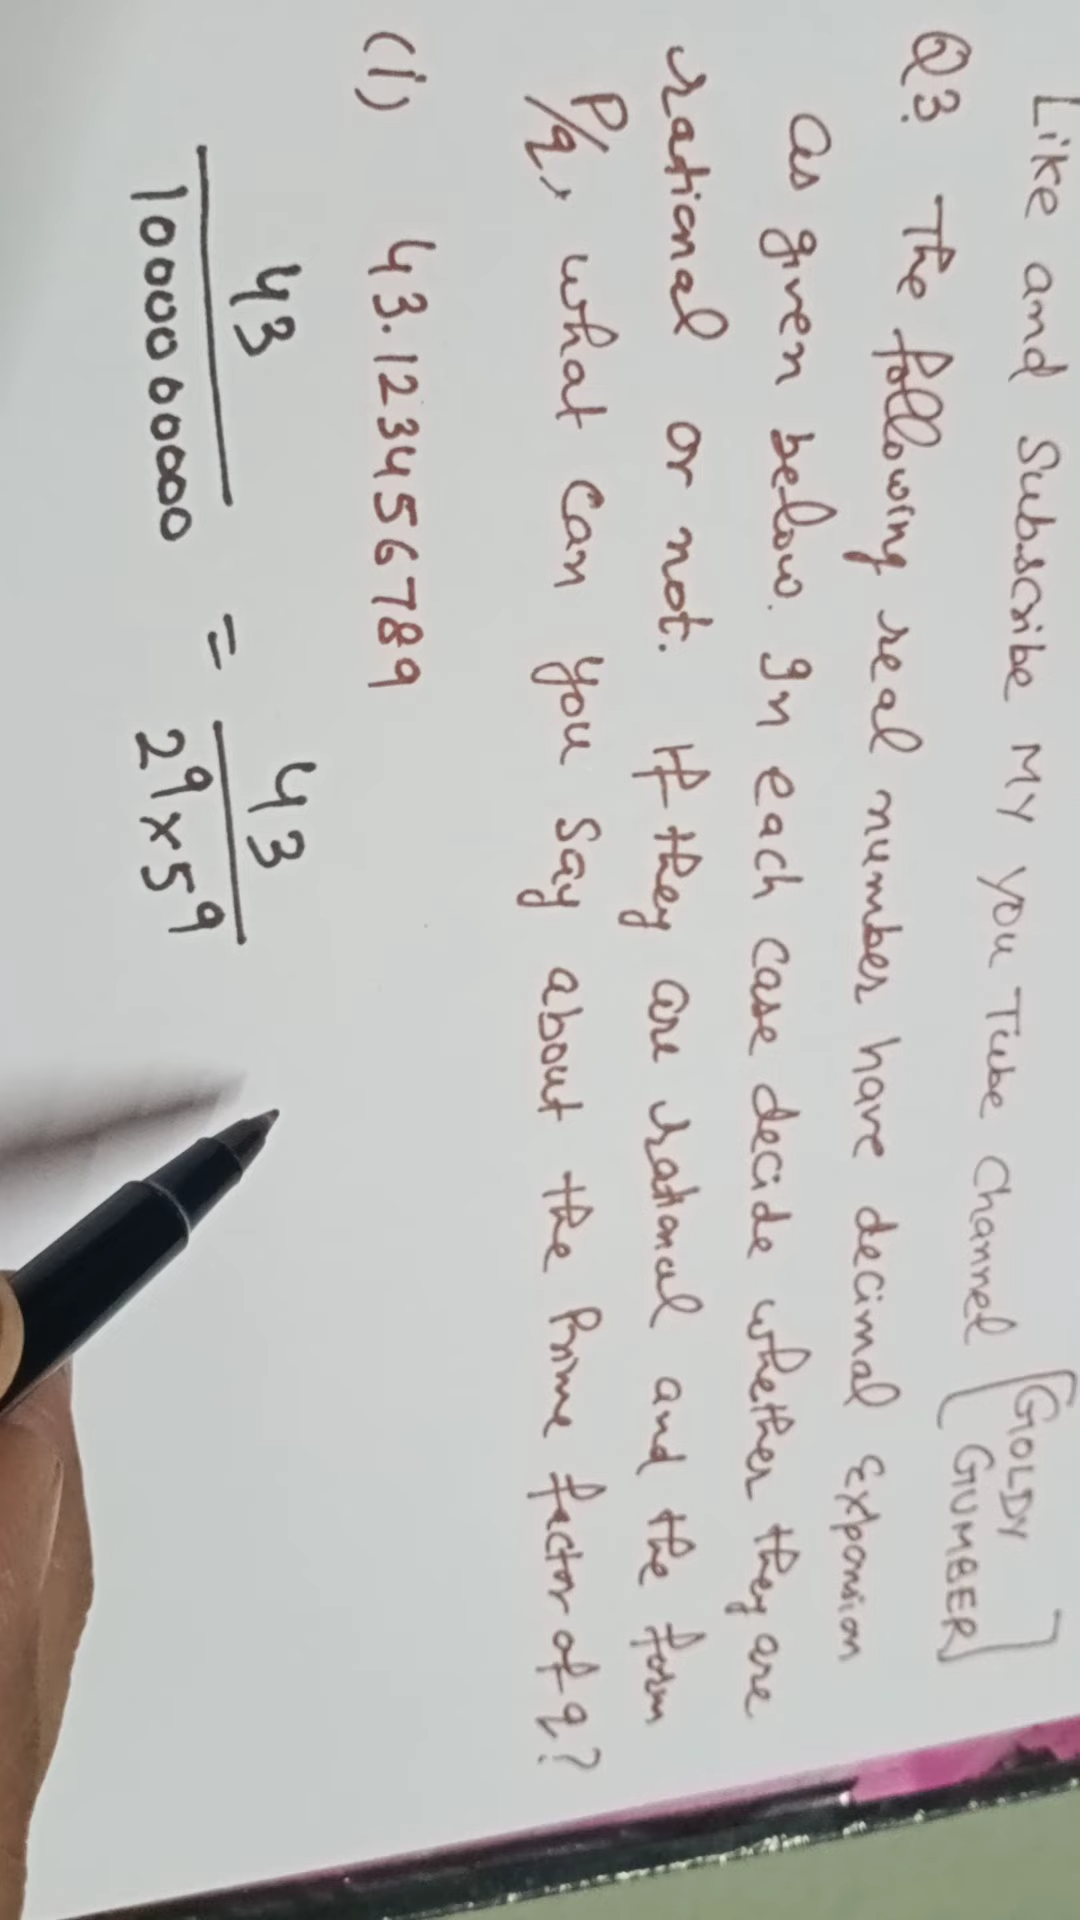 Like and Subscribe My You Tube Channel [GOLDY GUMBER]
Q3. The following real number have decimal Expansion
as given below. In each case decide whether they are
rational or not. If they are rational and the form
P/q, what can you say about the Prime factor of q?
(i) 43.123456789
43/1000000000 = 43/2⁹×5⁹